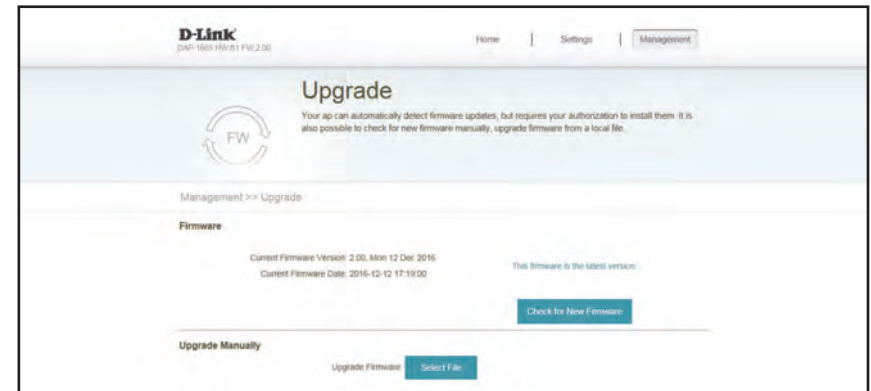 D-Link
DAP-1665 HW:B1 FW:2.00
Home | Settings | Management
Upgrade
Your ap can automatically detect firmware updates, but requires your authorization to install them. It is
also possible to check for new firmware manually, upgrade firmware from a local file.
FW
Management >> Upgrade
Firmware
Current Firmware Version: 2.00, Mon 12 Dec 2016
Current Firmware Date: 2016-12-12 17:19:00
This firmware is the latest version.
Check for New Firmware
Upgrade Manually
Upgrade Firmware: Select File